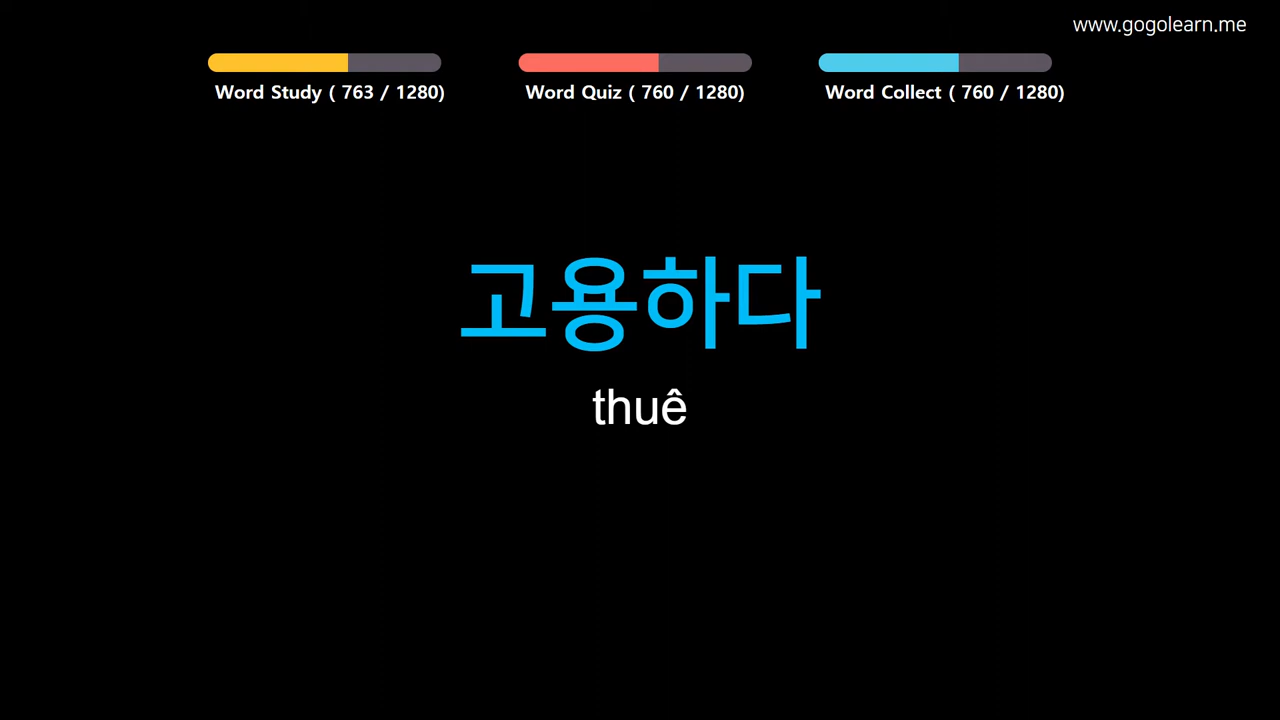 www.gogolearn.me
Word Study ( 763 / 1280)
Word Quiz ( 760 / 1280)
Word Collect ( 760 / 1280)
고용하다
thuê